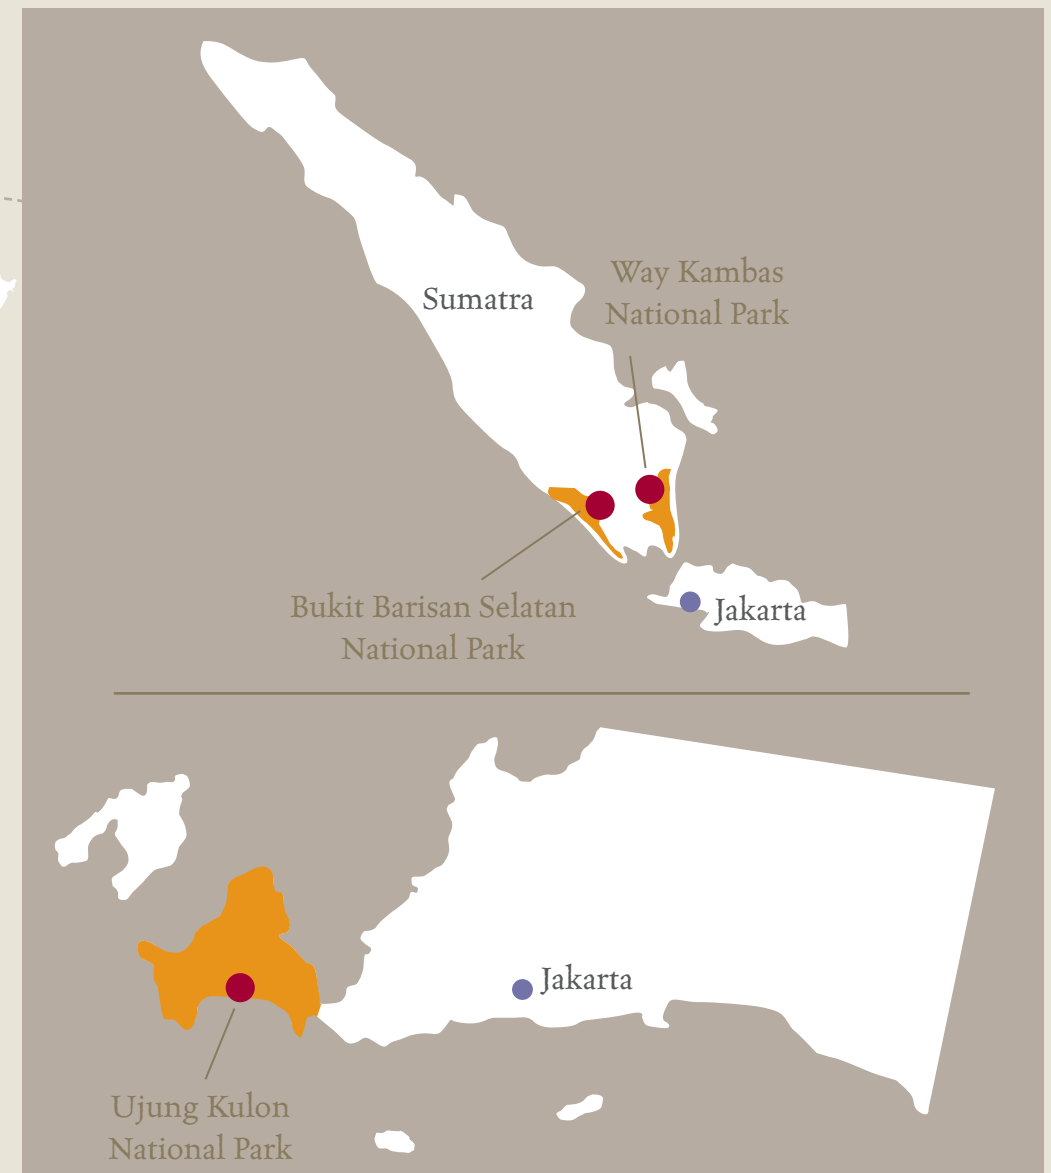 Way Kambas
National Park
Sumatra
Bukit Barisan Selatan
National Park
Jakarta
Jakarta
Ujung Kulon
National Park